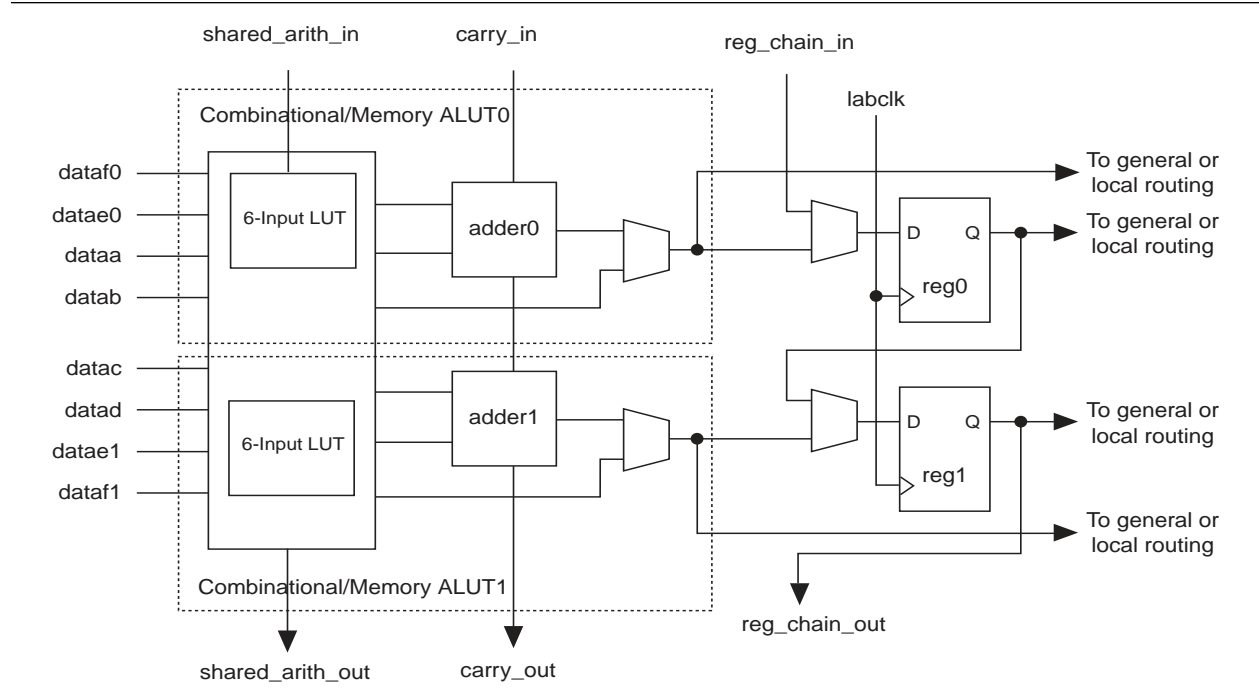 shared_arith_in
carry_in
reg_chain_in
labclk
Combinational/Memory ALUT0
dataf0
datae0
dataa
datab
6-Input LUT
adder0
D Q
reg0
To general or
local routing
To general or
local routing
datac
datad
datae1
dataf1
6-Input LUT
adder1
D Q
reg1
To general or
local routing
To general or
local routing
Combinational/Memory ALUT1
reg_chain_out
shared_arith_out
carry_out